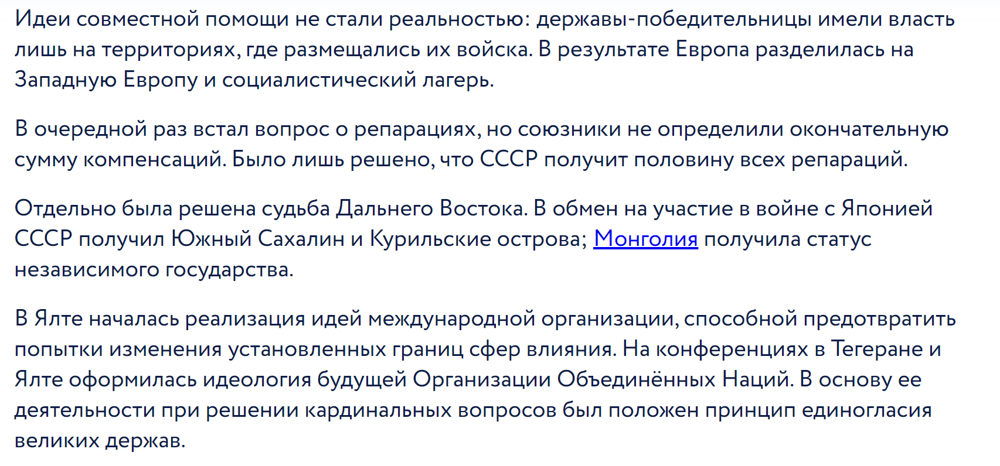 Идеи совместной помощи не стали реальностью: державы-победительницы имели власть
лишь на территориях, где размещались их войска. В результате Европа разделилась на
Западную Европу и социалистический лагерь.
В очередной раз встал вопрос о репарациях, но союзники не определили окончательную
сумму компенсаций. Было лишь решено, что СССР получит половину всех репараций.
Отдельно была решена судьба Дальнего Востока. В обмен на участие в войне с Японией
СССР получил Южный Сахалин и Курильские острова; Монголия получила статус
независимого государства.
В Ялте началась реализация идей международной организации, способной предотвратить
попытки изменения установленных границ сфер влияния. На конференциях в Тегеране и
Ялте оформилась идеология будущей Организации Объединённых Наций. В основу ее
деятельности при решении кардинальных вопросов был положен принцип единогласия
великих держав.